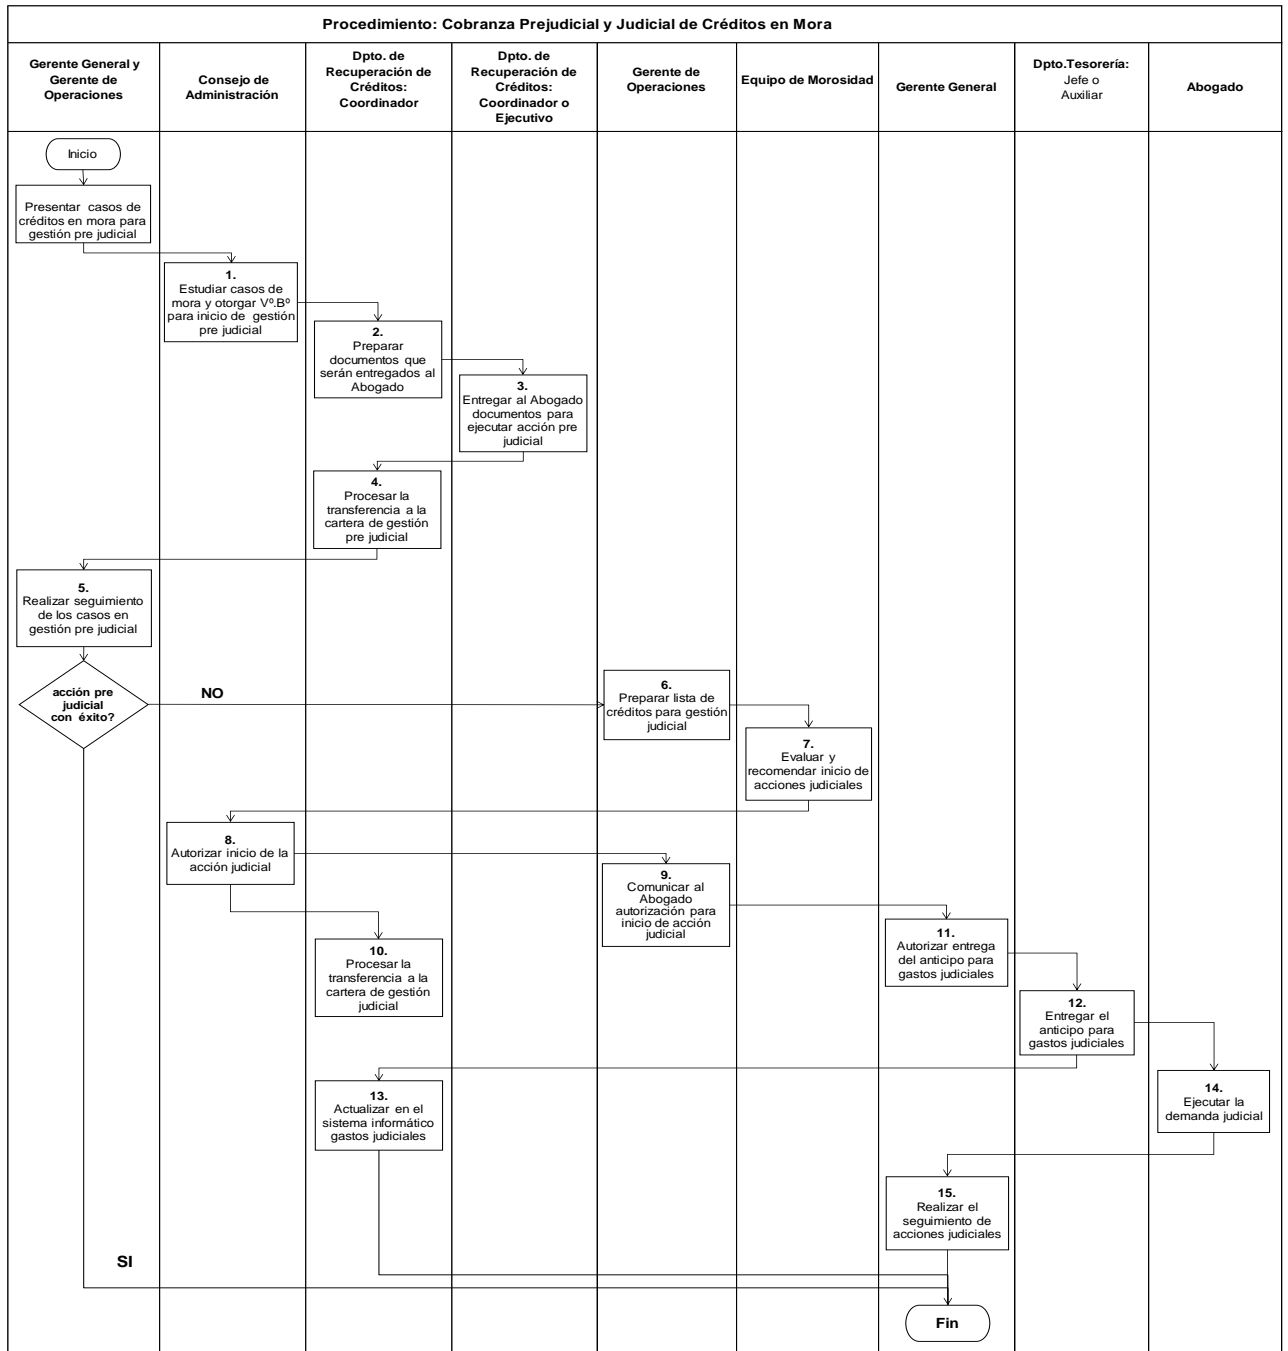 Procedimiento: Cobranza Prejudicial y Judicial de Créditos en Mora
Gerente General y
Gerente de
Operaciones
Consejo de
Administración
Dpto. de
Recuperación de
Créditos:
Coordinador
Dpto. de
Recuperación de
Créditos:
Coordinador o
Ejecutivo
Gerente de
Operaciones
Equipo de Morosidad
Gerente General
Dpto.Tesorería:
Jefe o
Auxiliar
Abogado
Inicio
Presentar casos de
créditos en mora para
gestión pre judicial
1.
Estudiar casos de
mora y otorgar Vº.Bº
para inicio de gestión
pre judicial
2.
Preparar
documentos que
serán entregados al
Abogado
3.
Entregar al Abogado
documentos para
ejecutar acción pre
judicial
4.
Procesar la
transferencia a la
cartera de gestión
pre judicial
5.
Realizar seguimiento
de los casos en
gestión pre judicial
acción pre
judicial
con éxito?
NO
6.
Preparar lista de
créditos para gestión
judicial
7.
Evaluar y
recomendar inicio de
acciones judiciales
8.
Autorizar inicio de la
acción judicial
9.
Comunicar al
Abogado
autorización para
inicio de acción
judicial
10.
Procesar la
transferencia a la
cartera de gestión
judicial
11.
Autorizar entrega
del anticipo para
gastos judiciales
12.
Entregar el
anticipo para
gastos judiciales
13.
Actualizar en el
sistema informático
gastos judiciales
14.
Ejecutar la
demanda judicial
15.
Realizar el
seguimiento de
acciones judiciales
SI
Fin